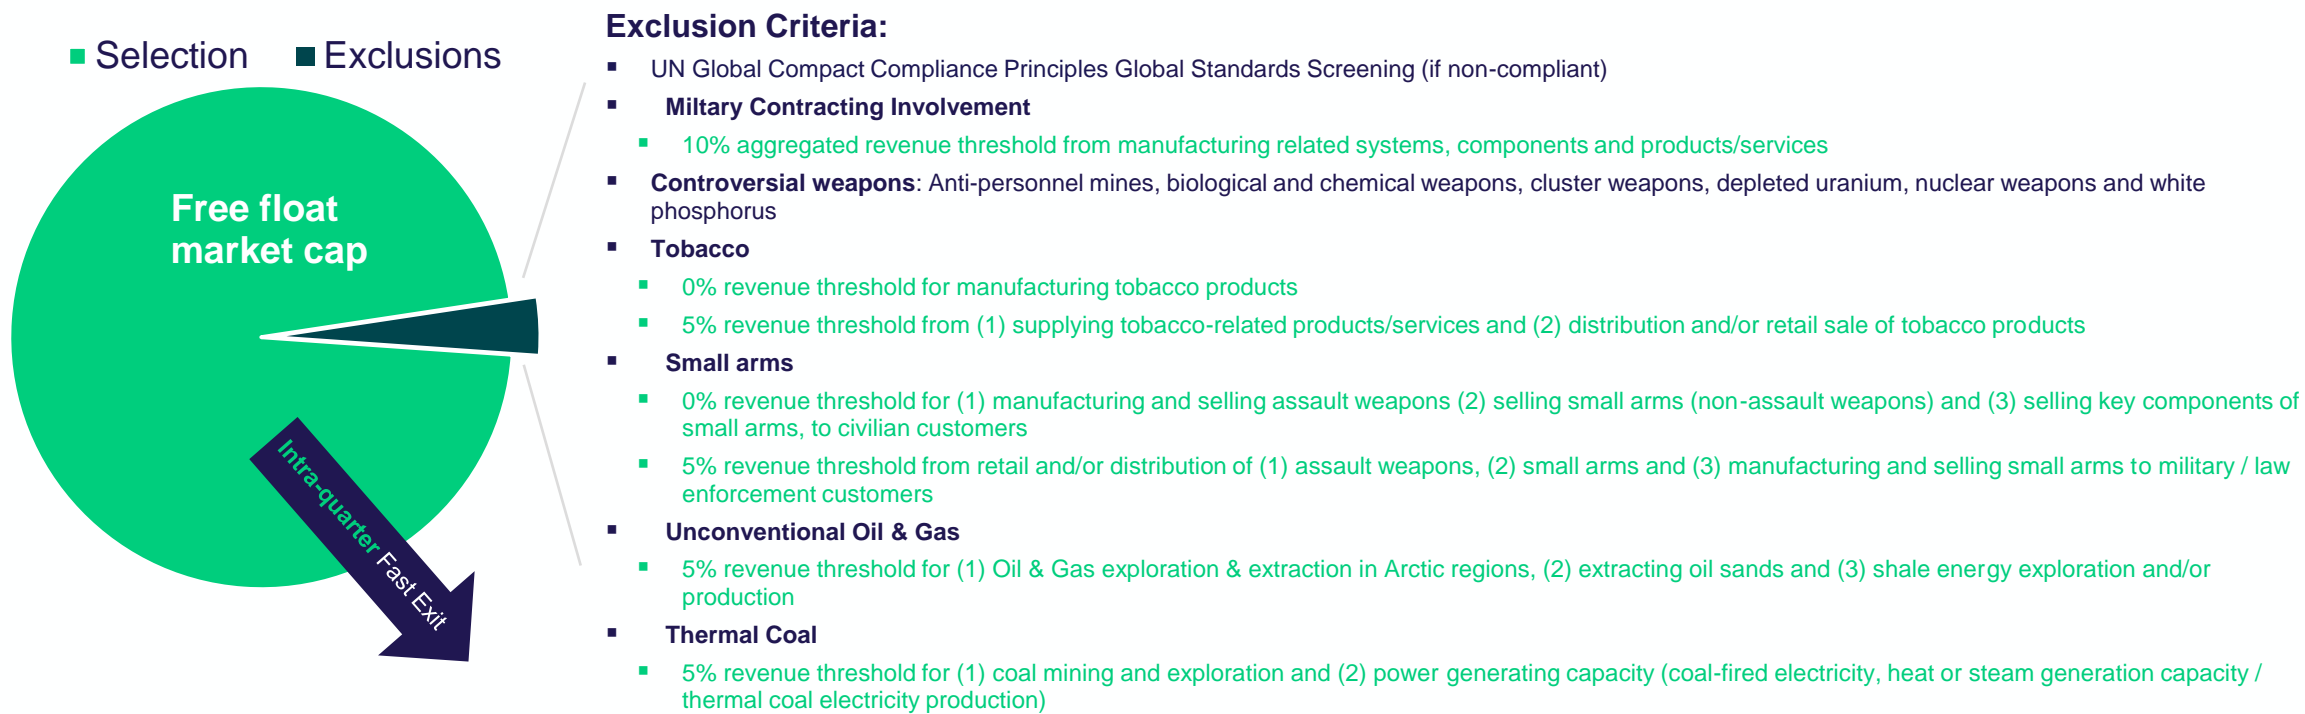 Selection
Exclusions
Free float
market cap
Intra-quarter Fast Exit
Exclusion Criteria:
UN Global Compact Compliance Principles Global Standards Screening (if non-compliant)
Miltary Contracting Involvement
10% aggregated revenue threshold from manufacturing related systems, components and products/services
Controversial weapons: Anti-personnel mines, biological and chemical weapons, cluster weapons, depleted uranium, nuclear weapons and white
phosphorus
Tobacco
0% revenue threshold for manufacturing tobacco products
5% revenue threshold from (1) supplying tobacco-related products/services and (2) distribution and/or retail sale of tobacco products
Small arms
0% revenue threshold for (1) manufacturing and selling assault weapons (2) selling small arms (non-assault weapons) and (3) selling key components of
small arms, to civilian customers
5% revenue threshold from retail and/or distribution of (1) assault weapons, (2) small arms and (3) manufacturing and selling small arms to military / law
enforcement customers
Unconventional Oil & Gas
5% revenue threshold for (1) Oil & Gas exploration & extraction in Arctic regions, (2) extracting oil sands and (3) shale energy exploration and/or
production
Thermal Coal
5% revenue threshold for (1) coal mining and exploration and (2) power generating capacity (coal-fired electricity, heat or steam generation capacity /
thermal coal electricity production)